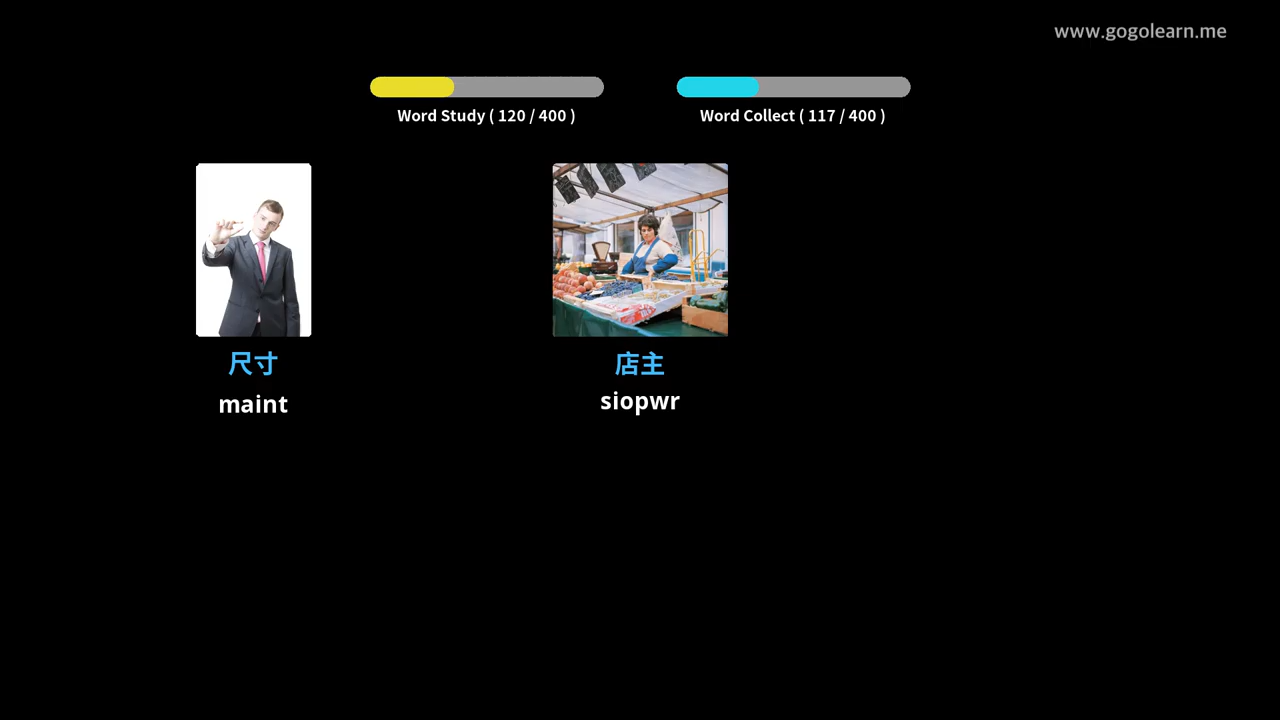 www.gogolearn.me
Word Study ( 120 / 400 )
Word Collect ( 117 / 400 )
尺寸
maint
店主
siopwr